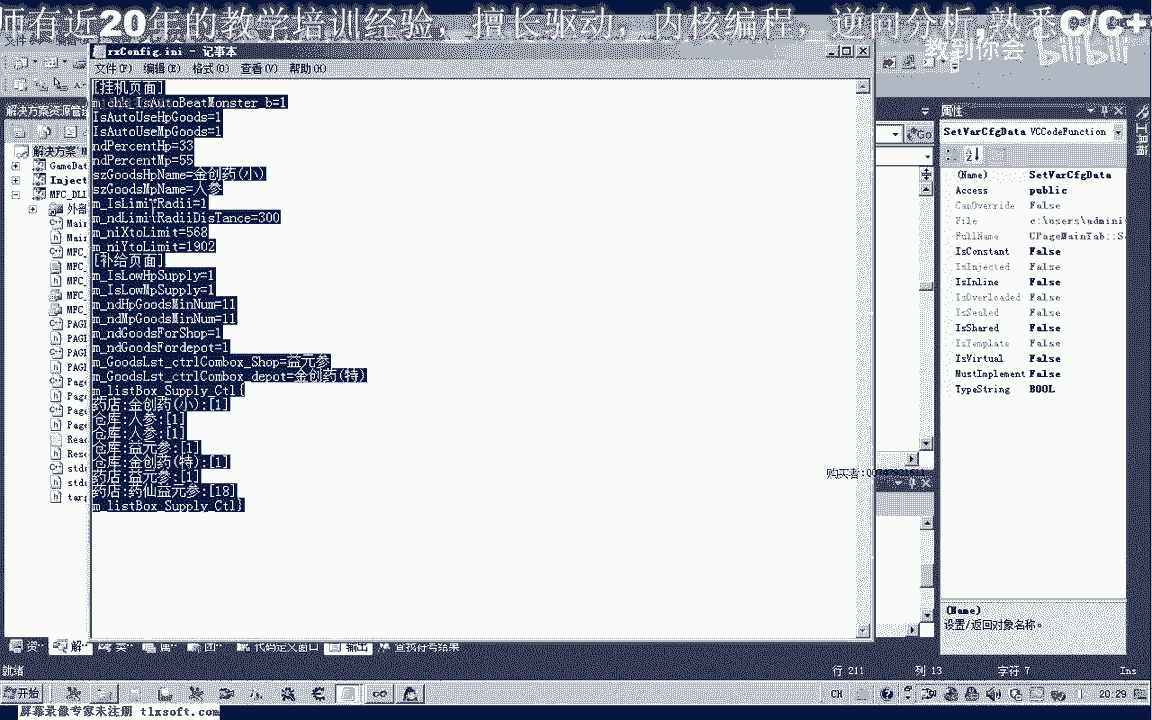 师有近20年的教学培训经验，擅长驱动，内核编程，逆向分析,熟悉C/C+
教到你会 bilibili
rxConfig.ini - 记事本
文件(F) 编辑(E) 格式(O) 查看(V) 帮助(H)
[挂机页面]
m_chk_IsAutoBeatMonster_b=1
IsAutoUseHpGoods=1
IsAutoUseMpGoods=1
ndPercentHp=33
ndPercentMp=55
szGoodsHpName=金创药(小)
szGoodsMpName=人参
m_IsLimitRadii=1
m_ndLimitRadiiDisTance=300
m_niXtoLimit=568
m_niYtoLimit=1902
[补给页面]
m_IsLowHpSupply=1
m_IsLowMpSupply=1
m_ndHpGoodsMinNum=11
m_ndMpGoodsMinNum=11
m_ndGoodsForShop=1
m_ndGoodsFordepot=1
m_GoodsLst_ctrlCombox_Shop=益元参
m_GoodsLst_ctrlCombox_depot=金创药(特)
m_listBox_Supply_Ctl{
药店:金创药(小):[1]
仓库:人参:[1]
仓库:人参:[1]
仓库:益元参:[1]
仓库:金创药(特):[1]
药店:益元参:[1]
药店:药仙益元参:[18]
m_listBox_Supply_Ctl}
解决方案资源管
解决方案
GameDat
Inject
MFC_DLL
外部
Main
Main
MFC_
MFC_
MFC_
MFC_
MFC_
MFC_
PAGE
PAGE
PAGE
PAGE
Page
Page
Page
Page
Read
Reso
stda
stda
targ
Go
属性
SetVarCfgData VCCodeFunction
(Name) SetVarCfgData
Access public
CanOverride False
File c:\users\adminis
FullName CPageMainTab::S
IsConstant False
IsInjected False
IsInline False
IsOverloaded False
IsSealed False
IsShared False
IsTemplate False
IsVirtual False
MustImplement False
TypeString BOOL
(Name)
设置/返回对象名称。
工具箱
资 解 类 属 团 代码定义窗口 输出 查找符号结果
就绪 行 211 列 13 字符 7 Ins
开始 CH 20:29
屏幕录像专家未注册 tlxsoft.com